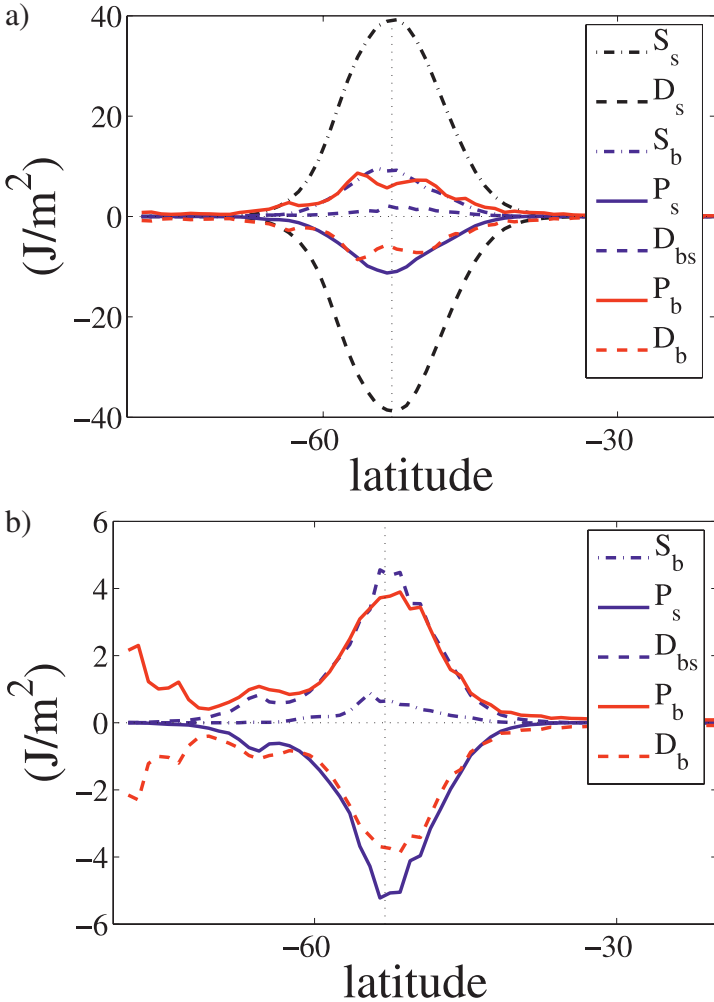 a)
(J/m²)
40
20
0
−20
−40
S_s
D_s
S_b
P_s
D_bs
P_b
D_b
−60
−30
latitude
b)
(J/m²)
6
4
2
0
−2
−4
−6
S_b
P_s
D_bs
P_b
D_b
−60
−30
latitude